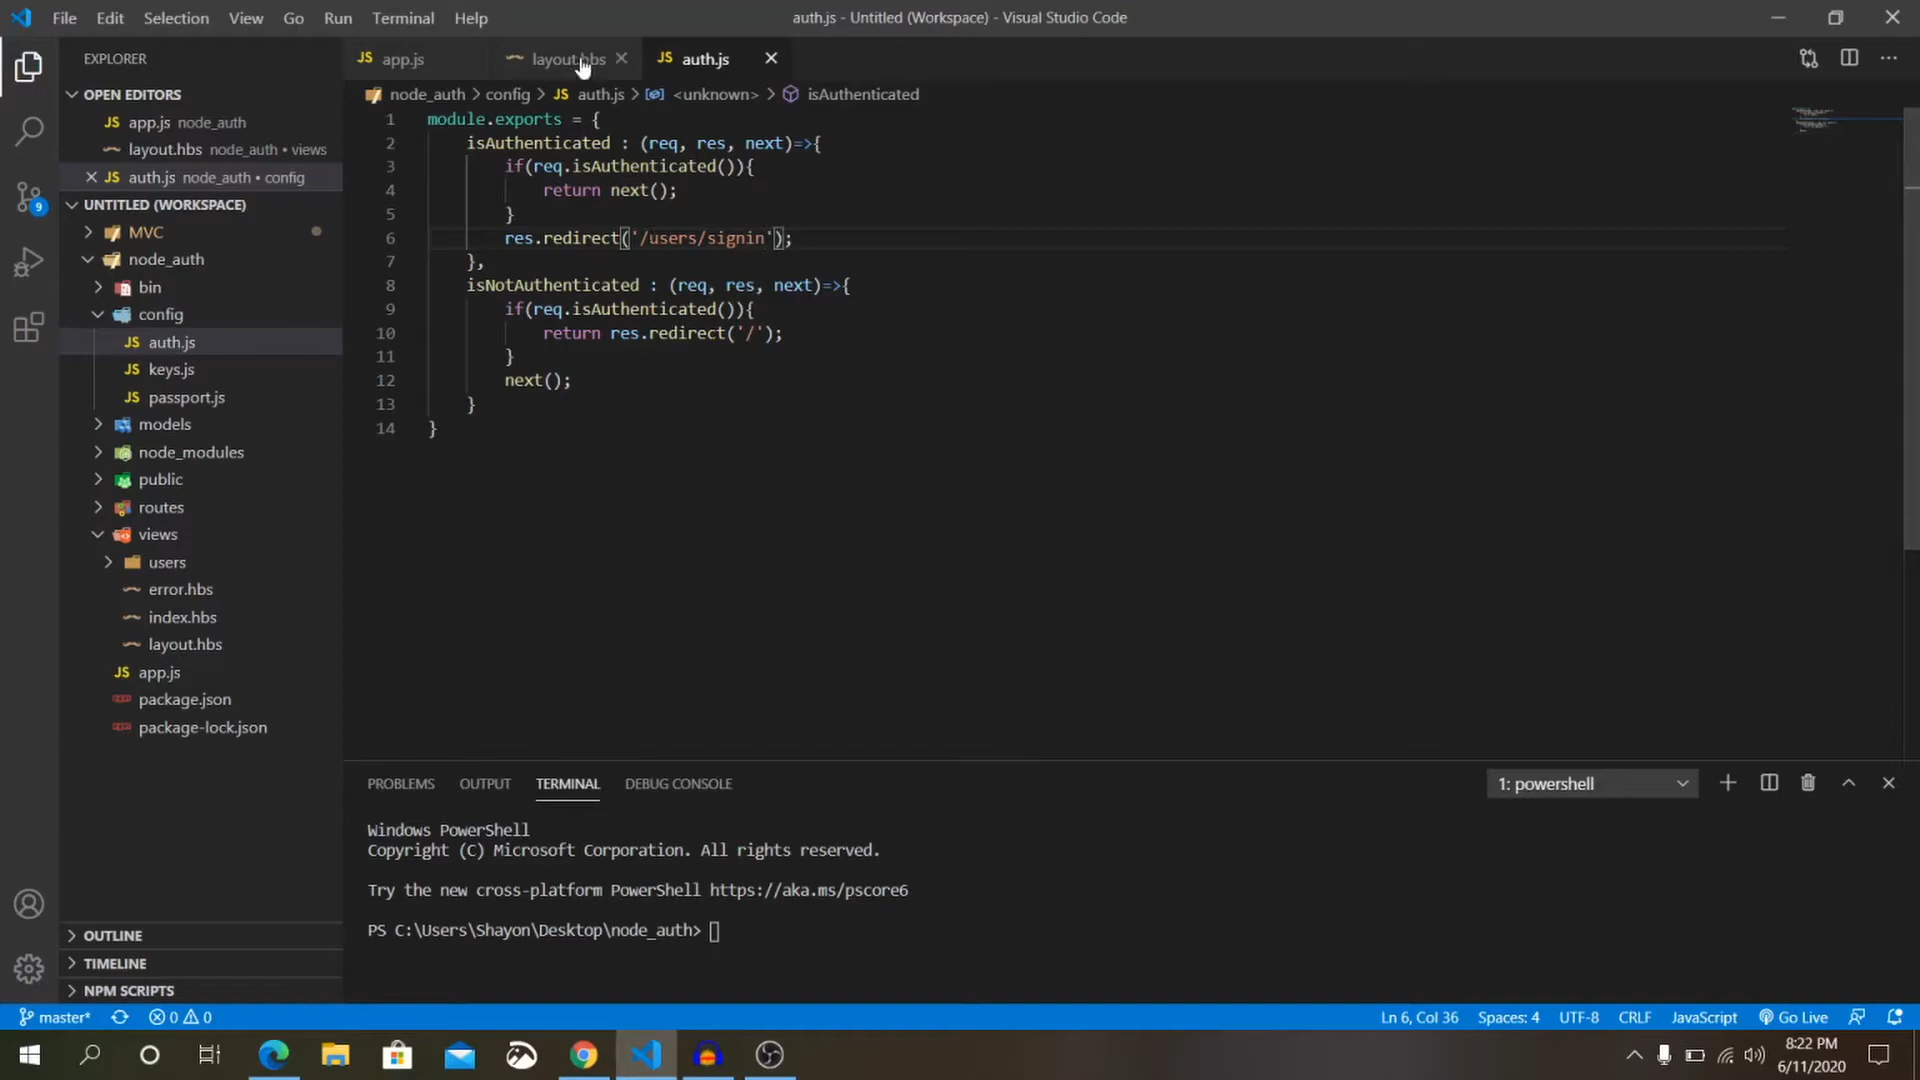 File Edit Selection View Go Run Terminal Help
auth.js - Untitled (Workspace) - Visual Studio Code
EXPLORER
OPEN EDITORS
JS app.js node_auth
layout.hbs node_auth • views
JS auth.js node_auth • config
UNTITLED (WORKSPACE)
MVC
node_auth
bin
config
JS auth.js
JS keys.js
JS passport.js
models
node_modules
public
routes
views
users
error.hbs
index.hbs
layout.hbs
JS app.js
package.json
package-lock.json
OUTLINE
TIMELINE
NPM SCRIPTS
9
JS app.js
layout.hbs
JS auth.js
node_auth > config > JS auth.js > <unknown> > isAuthenticated
1 module.exports = {
2 isAuthenticated : (req, res, next)=>{
3 if(req.isAuthenticated()){
4 return next();
5 }
6 res.redirect('/users/signin');
7 },
8 isNotAuthenticated : (req, res, next)=>{
9 if(req.isAuthenticated()){
10 return res.redirect('/');
11 }
12 next();
13 }
14 }
PROBLEMS OUTPUT TERMINAL DEBUG CONSOLE
1: powershell
Windows PowerShell
Copyright (C) Microsoft Corporation. All rights reserved.
Try the new cross-platform PowerShell https://aka.ms/pscore6
PS C:\Users\Shayon\Desktop\node_auth>
master* 0 0
Ln 6, Col 36 Spaces: 4 UTF-8 CRLF JavaScript Go Live
8:22 PM
6/11/2020